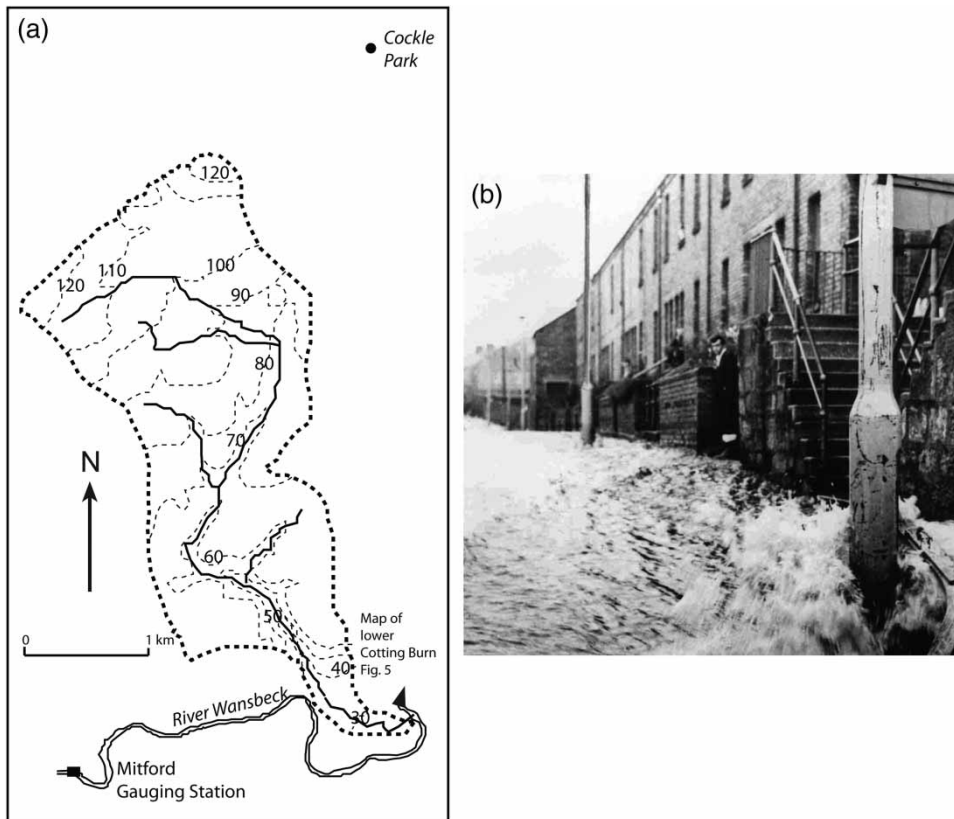 (a)
Cockle
Park
120
100
110
120
90
80
70
N
60
50
0
1 km
Map of
lower
Cotting Burn
Fig. 5
40
30
River Wansbeck
Mitford
Gauging Station
(b)